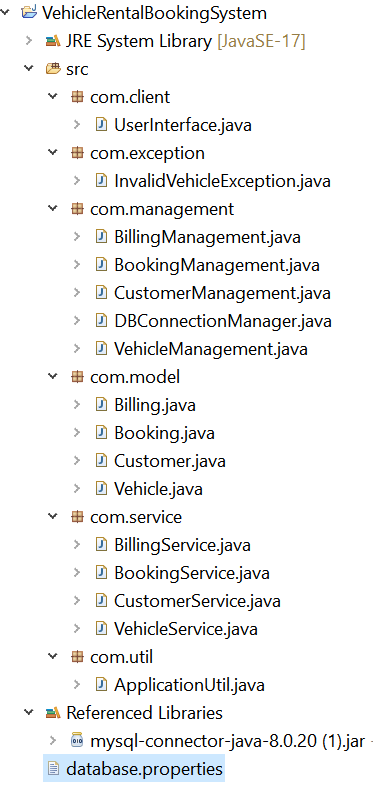 VehicleRentalBookingSystem
JRE System Library [JavaSE-17]
src
com.client
UserInterface.java
com.exception
InvalidVehicleException.java
com.management
BillingManagement.java
BookingManagement.java
CustomerManagement.java
DBConnectionManager.java
VehicleManagement.java
com.model
Billing.java
Booking.java
Customer.java
Vehicle.java
com.service
BillingService.java
BookingService.java
CustomerService.java
VehicleService.java
com.util
ApplicationUtil.java
Referenced Libraries
mysql-connector-java-8.0.20 (1).jar -
database.properties